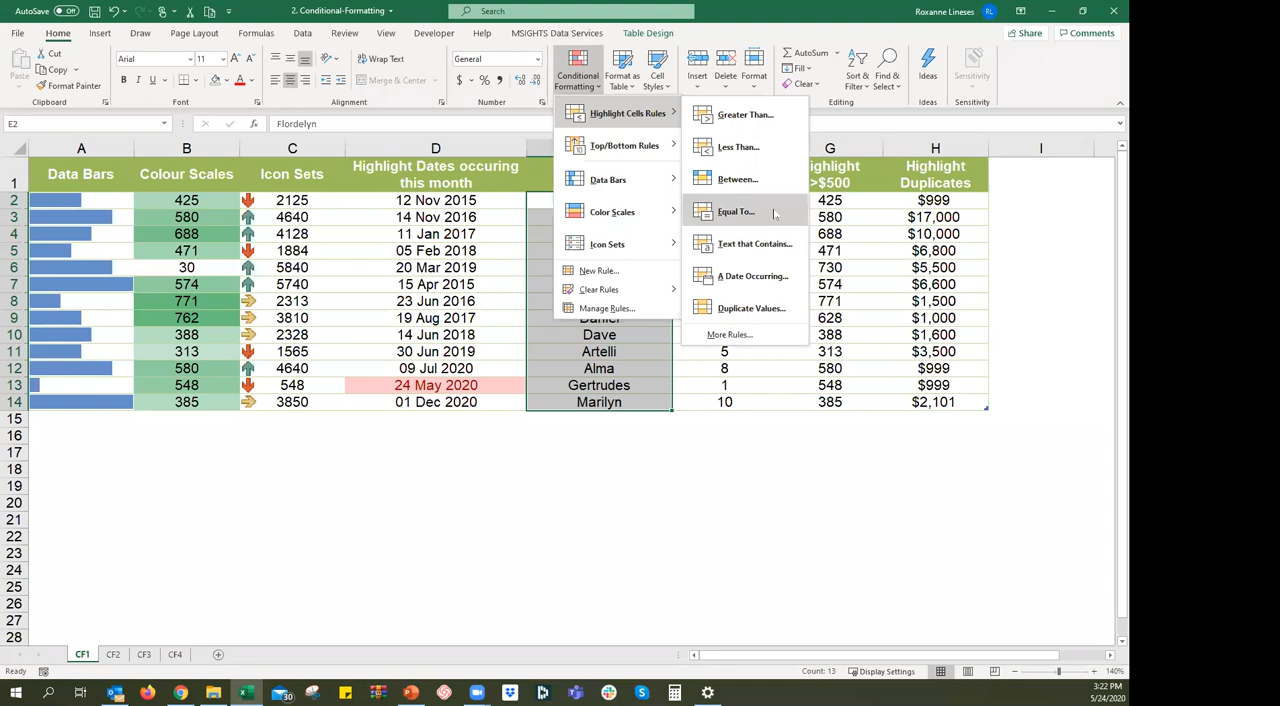 AutoSave Off 2. Conditional-Formatting Search Roxanne Lineses RL
File Home Insert Draw Page Layout Formulas Data Review View Developer Help MSIGHTS Data Services Table Design Share Comments
Paste Cut Copy Format Painter Clipboard
Arial 11 B I U Font
Wrap Text Merge & Center Alignment
General $ % Number
Conditional Formatting Format as Table Cell Styles
Insert Delete Format
AutoSum Fill Clear Sort & Filter Find & Select Editing
Ideas Ideas
Sensitivity Sensitivity
E2 fx Flordelyn
Highlight Cells Rules
Top/Bottom Rules
Data Bars
Color Scales
Icon Sets
New Rule...
Clear Rules
Manage Rules...
Greater Than...
Less Than...
Between...
Equal To...
Text that Contains...
A Date Occurring...
Duplicate Values...
More Rules...
A B C D G H I
1 Data Bars Colour Scales Icon Sets Highlight Dates occuring this month >$500 Highlight Duplicates
2 425 2125 12 Nov 2015 425 $999
3 580 4640 14 Nov 2016 580 $17,000
4 688 4128 11 Jan 2017 688 $10,000
5 471 1884 05 Feb 2018 471 $6,800
6 30 5840 20 Mar 2019 730 $5,500
7 574 5740 15 Apr 2015 574 $6,600
8 771 2313 23 Jun 2016 771 $1,500
9 762 3810 19 Aug 2017 628 $1,000
10 388 2328 14 Jun 2018 Dave 388 $1,600
11 313 1565 30 Jun 2019 Artelli 5 313 $3,500
12 580 4640 09 Jul 2020 Alma 8 580 $999
13 548 548 24 May 2020 Gertrudes 1 548 $999
14 385 3850 01 Dec 2020 Marilyn 10 385 $2,101
15
16
17
18
19
20
21
22
23
24
25
26
27
28
CF1 CF2 CF3 CF4
Ready Count: 13 Display Settings 140%
30 3:22 PM
5/24/2020